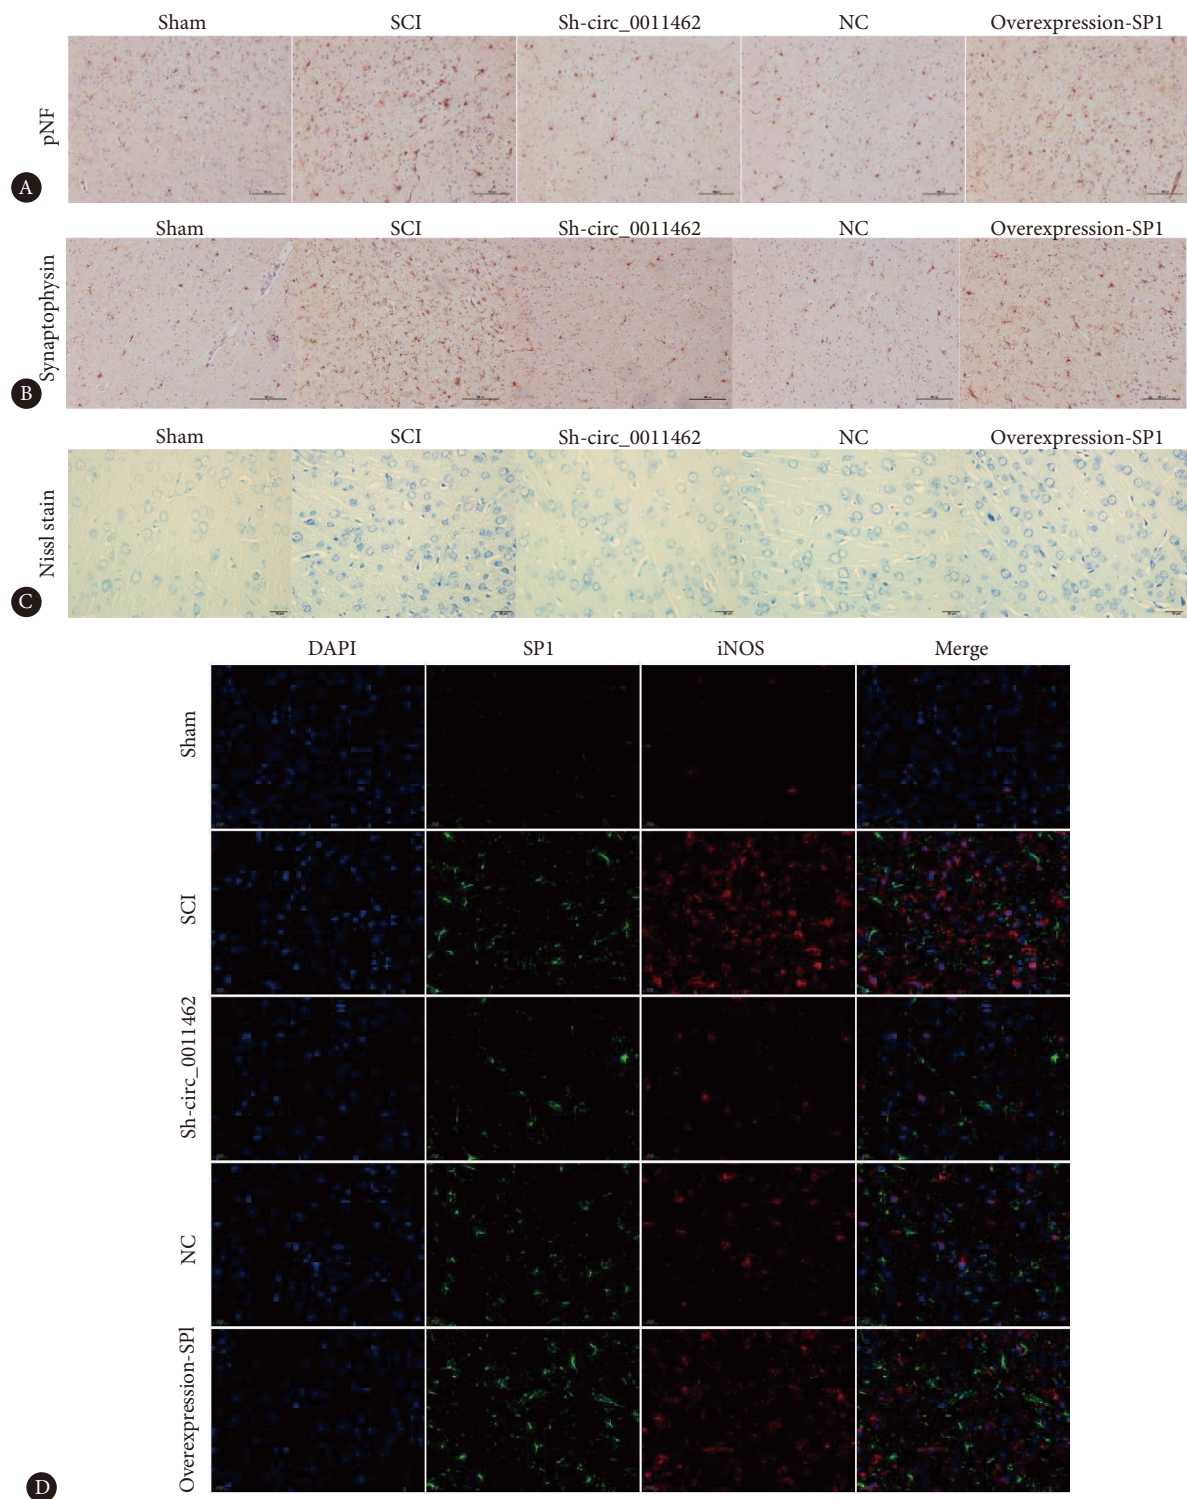 Sham SCI Sh-circ_0011462 NC Overexpression-SP1
pNF
A
Sham SCI Sh-circ_0011462 NC Overexpression-SP1
Synaptophysin
B
Sham SCI Sh-circ_0011462 NC Overexpression-SP1
Nissl stain
C
DAPI SP1 iNOS Merge
Sham
SCI
Sh-circ_0011462
NC
Overexpression-SP1
D